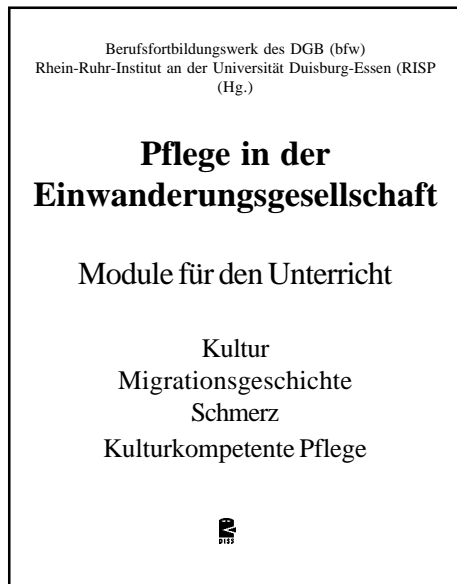 Berufsfortbildungswerk des DGB (bfw)
Rhein-Ruhr-Institut an der Universität Duisburg-Essen (RISP
(Hg.)
Pflege in der
Einwanderungsgesellschaft
Module für den Unterricht
Kultur
Migrationsgeschichte
Schmerz
Kulturkompetente Pflege
DISS